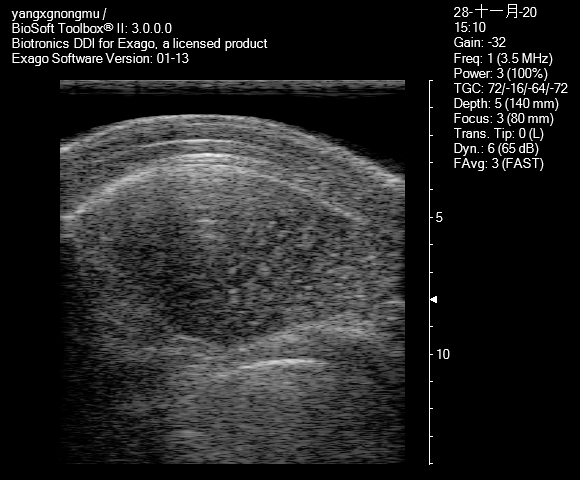 yangxgnongmu /
BioSoft Toolbox® II: 3.0.0.0
Biotronics DDI for Exago, a licensed product
Exago Software Version: 01-13
28-十一月-20
15:10
Gain: -32
Freq: 1 (3.5 MHz)
Power: 3 (100%)
TGC: 72/-16/-64/-72
Depth: 5 (140 mm)
Focus: 3 (80 mm)
Trans. Tip: 0 (L)
Dyn.: 6 (65 dB)
FAvg: 3 (FAST)
5
10